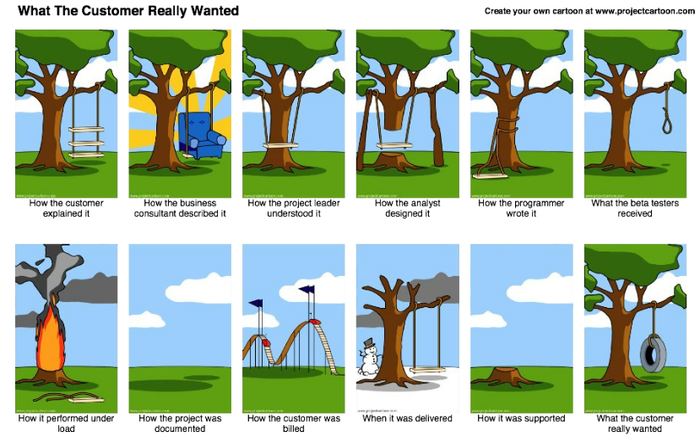 What The Customer Really Wanted
Create your own cartoon at www.projectcartoon.com
How the customer
explained it
How the business
consultant described it
How the project leader
understood it
How the analyst
designed it
How the programmer
wrote it
What the beta testers
received
How it performed under
load
How the project was
documented
How the customer was
billed
When it was delivered
How it was supported
What the customer
really wanted